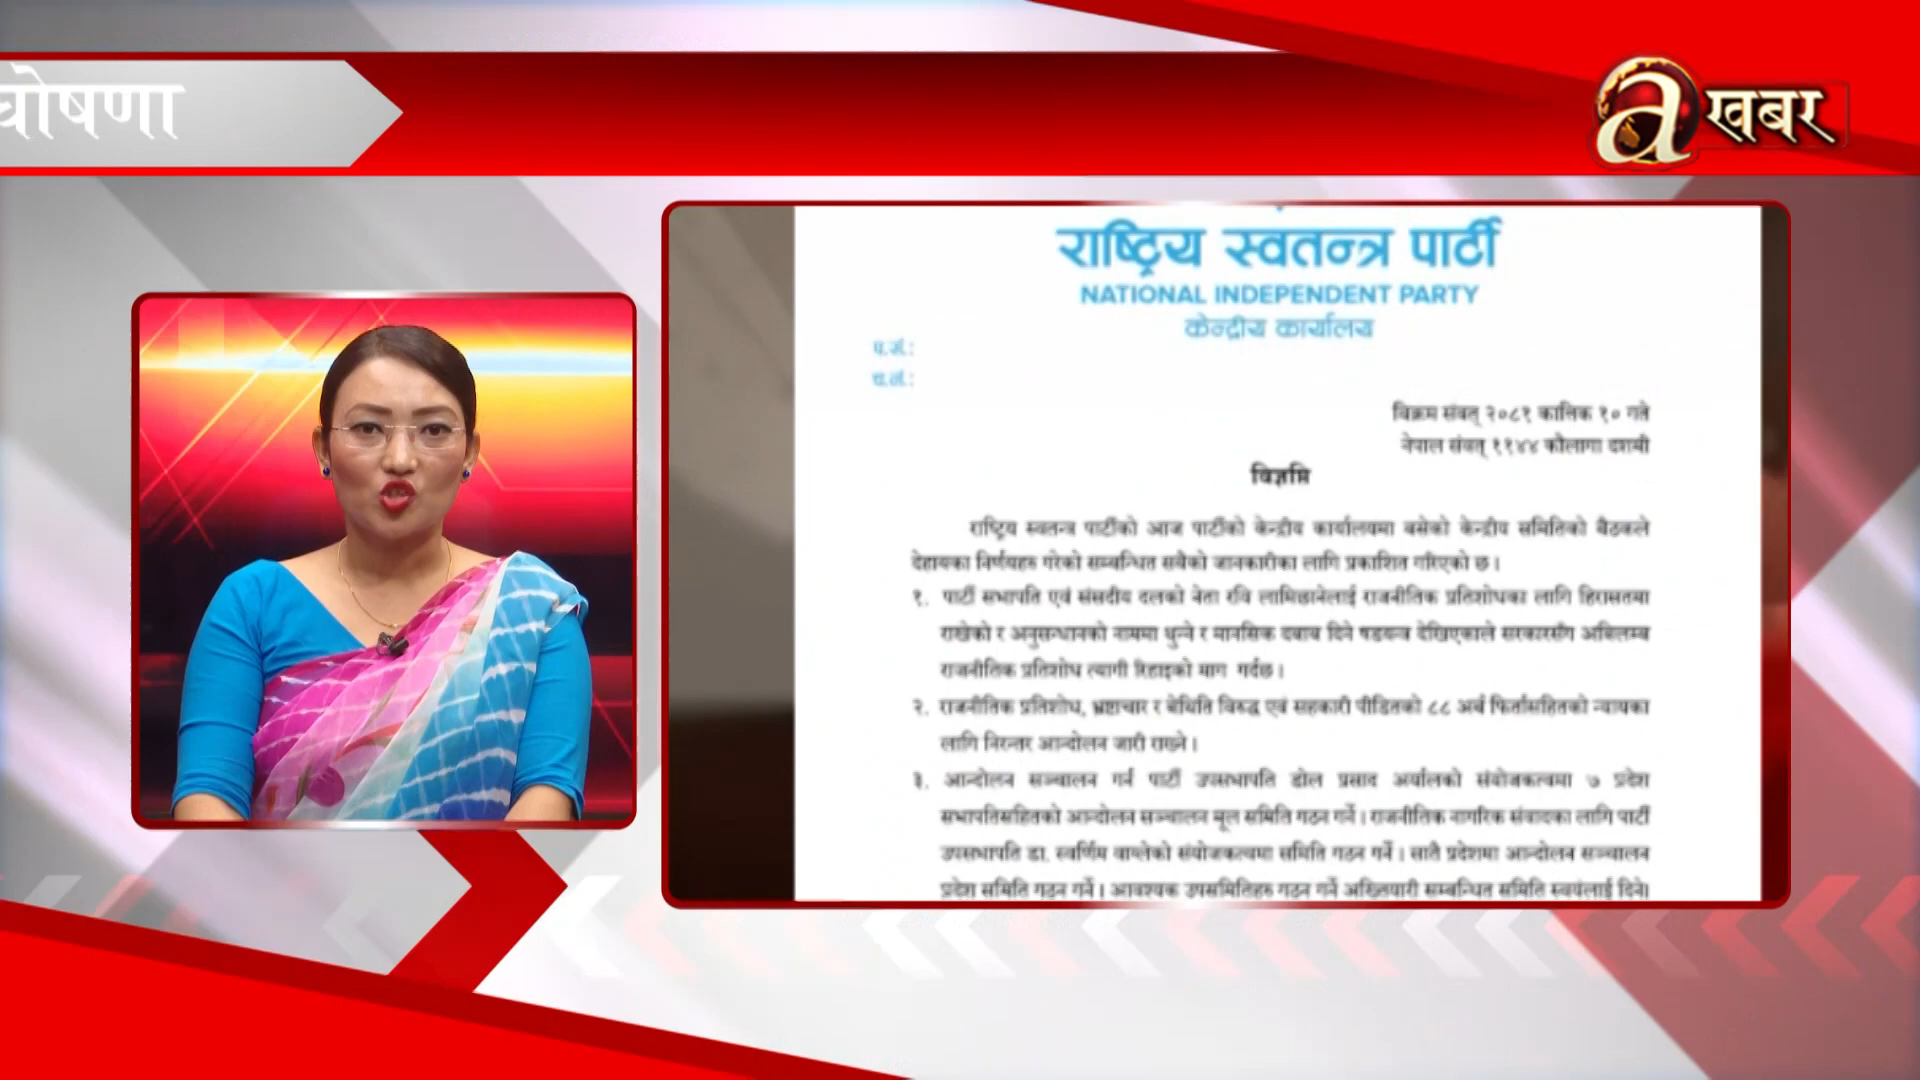 घोषणा
a खबर
राष्ट्रिय स्वतन्त्र पार्टी
NATIONAL INDEPENDENT PARTY
केन्द्रीय कार्यालय
प.सं.:
च.नं.:
विक्रम संवत् २०८१ कात्तिक १० गते
नेपाल संवत् ११४४ कौलागा दशमी
विज्ञप्ति
राष्ट्रिय स्वतन्त्र पार्टीको आज पार्टीको केन्द्रीय कार्यालयमा बसेको केन्द्रीय समितिको बैठकले
देहायका निर्णयहरु गरेको सम्बन्धित सबैको जानकारीका लागि प्रकाशित गरिएको छ ।
१. पार्टी सभापति एवं संसदीय दलको नेता रवि लामिछानेलाई राजनीतिक प्रतिशोधका लागि हिरासतमा
राखेको र अनुसन्धानको नाममा थुन्ने र मानसिक दबाब दिने षडयन्त्र देखिएकाले सरकारसँग अबिलम्ब
राजनीतिक प्रतिशोध त्यागी रिहाइको माग गर्दछ ।
२. राजनीतिक प्रतिशोध, भ्रष्टाचार र बेथिति विरुद्ध एवं सहकारी पीडितको ८८ अर्ब फिर्तासहितको न्यायका
लागि निरन्तर आन्दोलन जारी राख्ने ।
३. आन्दोलन सञ्चालन गर्न पार्टी उपसभापति डोल प्रसाद अर्यालको संयोजकत्वमा ७ प्रदेश
सभापतिसहितको आन्दोलन सञ्चालन मूल समिति गठन गर्ने । राजनीतिक नागरिक संवादका लागि पार्टी
उपसभापति डा. स्वर्णिम वाग्लेको संयोजकत्वमा समिति गठन गर्ने । सातै प्रदेशमा आन्दोलन सञ्चालन
प्रदेश समिति गठन गर्ने । आवश्यक उपसमितिहरु गठन गर्ने अख्तियारी सम्बन्धित समिति स्वयंलाई दिने।